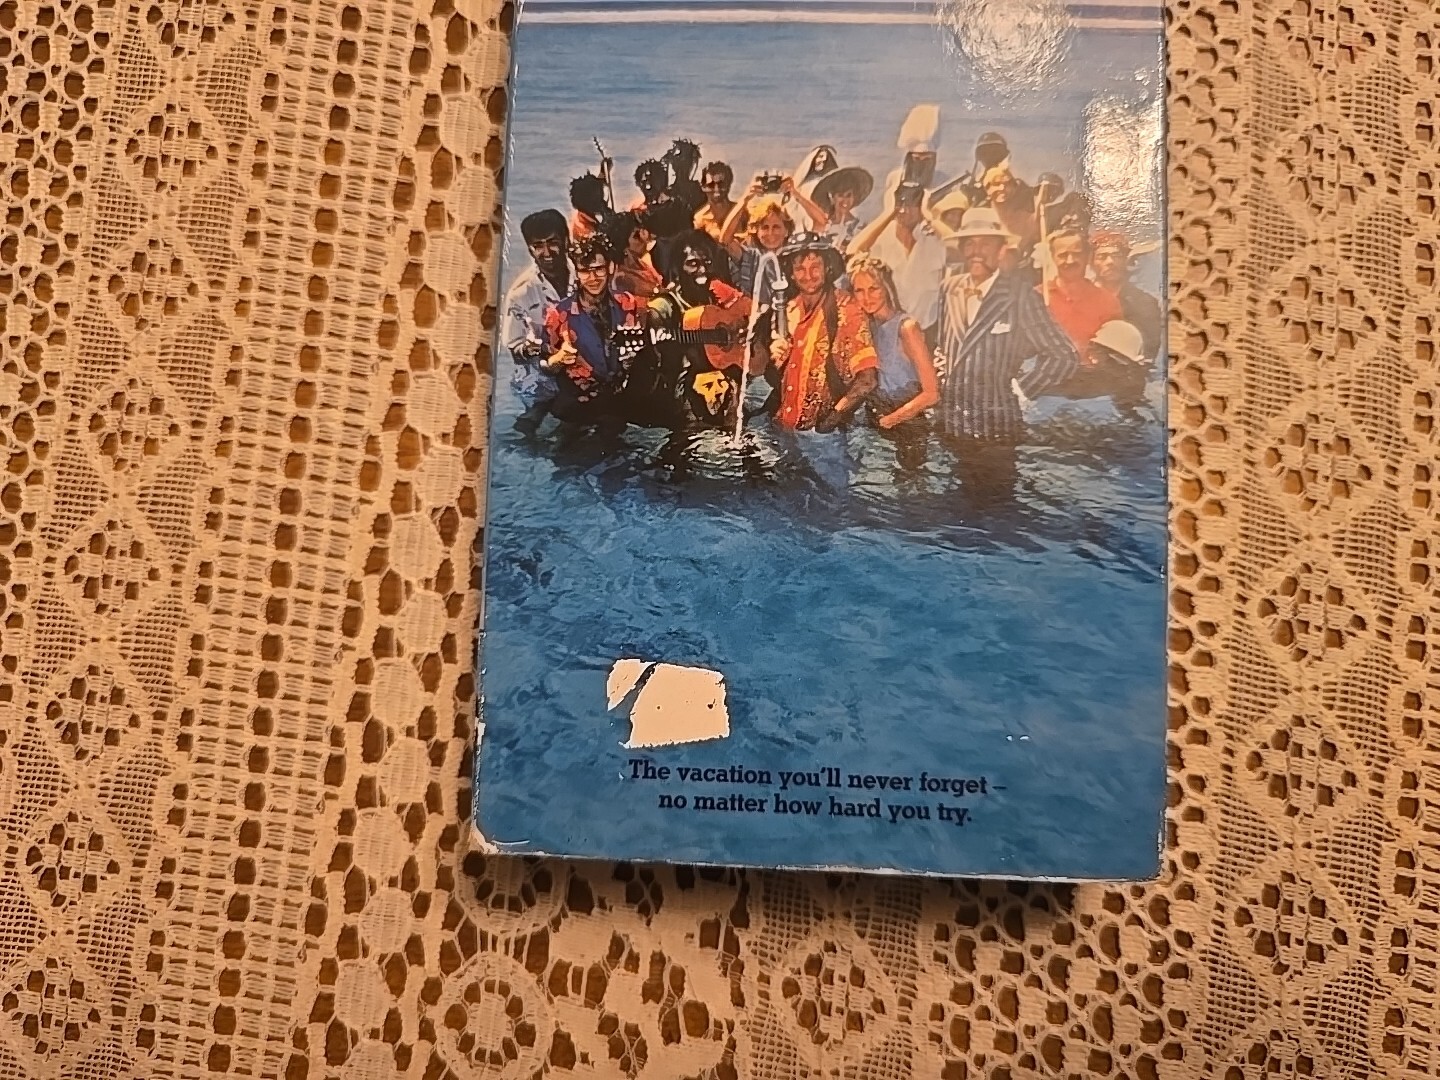 The vacation you'll never forget –
no matter how hard you try.